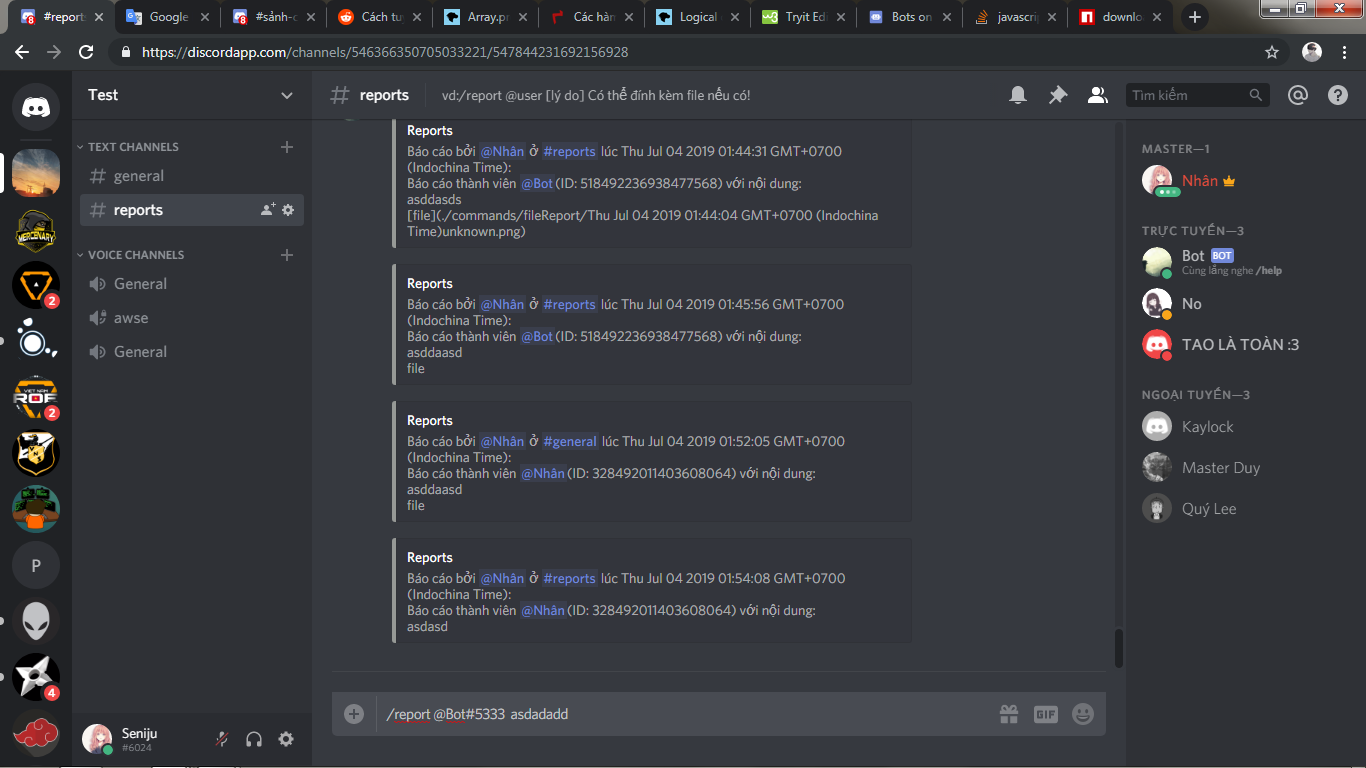 #reports
Google
#sảnh-c
Cách tu
Array.pr
Các hàn
Logical
Tryit Edi
Bots on
javascrip
downlo
https://discordapp.com/channels/546366350705033221/547844231692156928
Test
# reports
vd:/report @user [lý do] Có thể đính kèm file nếu có!
Tìm kiếm
TEXT CHANNELS
# general
# reports
VOICE CHANNELS
General
awse
General
MERCENARY
2
VIET NAM
ROF
2
P
4
8
8
Seniju
#6024
Reports
Báo cáo bởi @Nhân ở #reports lúc Thu Jul 04 2019 01:44:31 GMT+0700
(Indochina Time):
Báo cáo thành viên @Bot(ID: 518492236938477568) với nội dung:
asddasds
[file](./commands/fileReport/Thu Jul 04 2019 01:44:04 GMT+0700 (Indochina
Time)unknown.png)
Reports
Báo cáo bởi @Nhân ở #reports lúc Thu Jul 04 2019 01:45:56 GMT+0700
(Indochina Time):
Báo cáo thành viên @Bot(ID: 518492236938477568) với nội dung:
asddaasd
file
Reports
Báo cáo bởi @Nhân ở #general lúc Thu Jul 04 2019 01:52:05 GMT+0700
(Indochina Time):
Báo cáo thành viên @Nhân(ID: 328492011403608064) với nội dung:
asddaasd
file
Reports
Báo cáo bởi @Nhân ở #reports lúc Thu Jul 04 2019 01:54:08 GMT+0700
(Indochina Time):
Báo cáo thành viên @Nhân(ID: 328492011403608064) với nội dung:
asdasd
/report @Bot#5333 asdadadd
GIF
MASTER—1
Nhân
TRỰC TUYẾN—3
Bot BOT
Cùng lắng nghe /help
No
TAO LÀ TOÀN :3
NGOẠI TUYẾN—3
Kaylock
Master Duy
Quý Lee